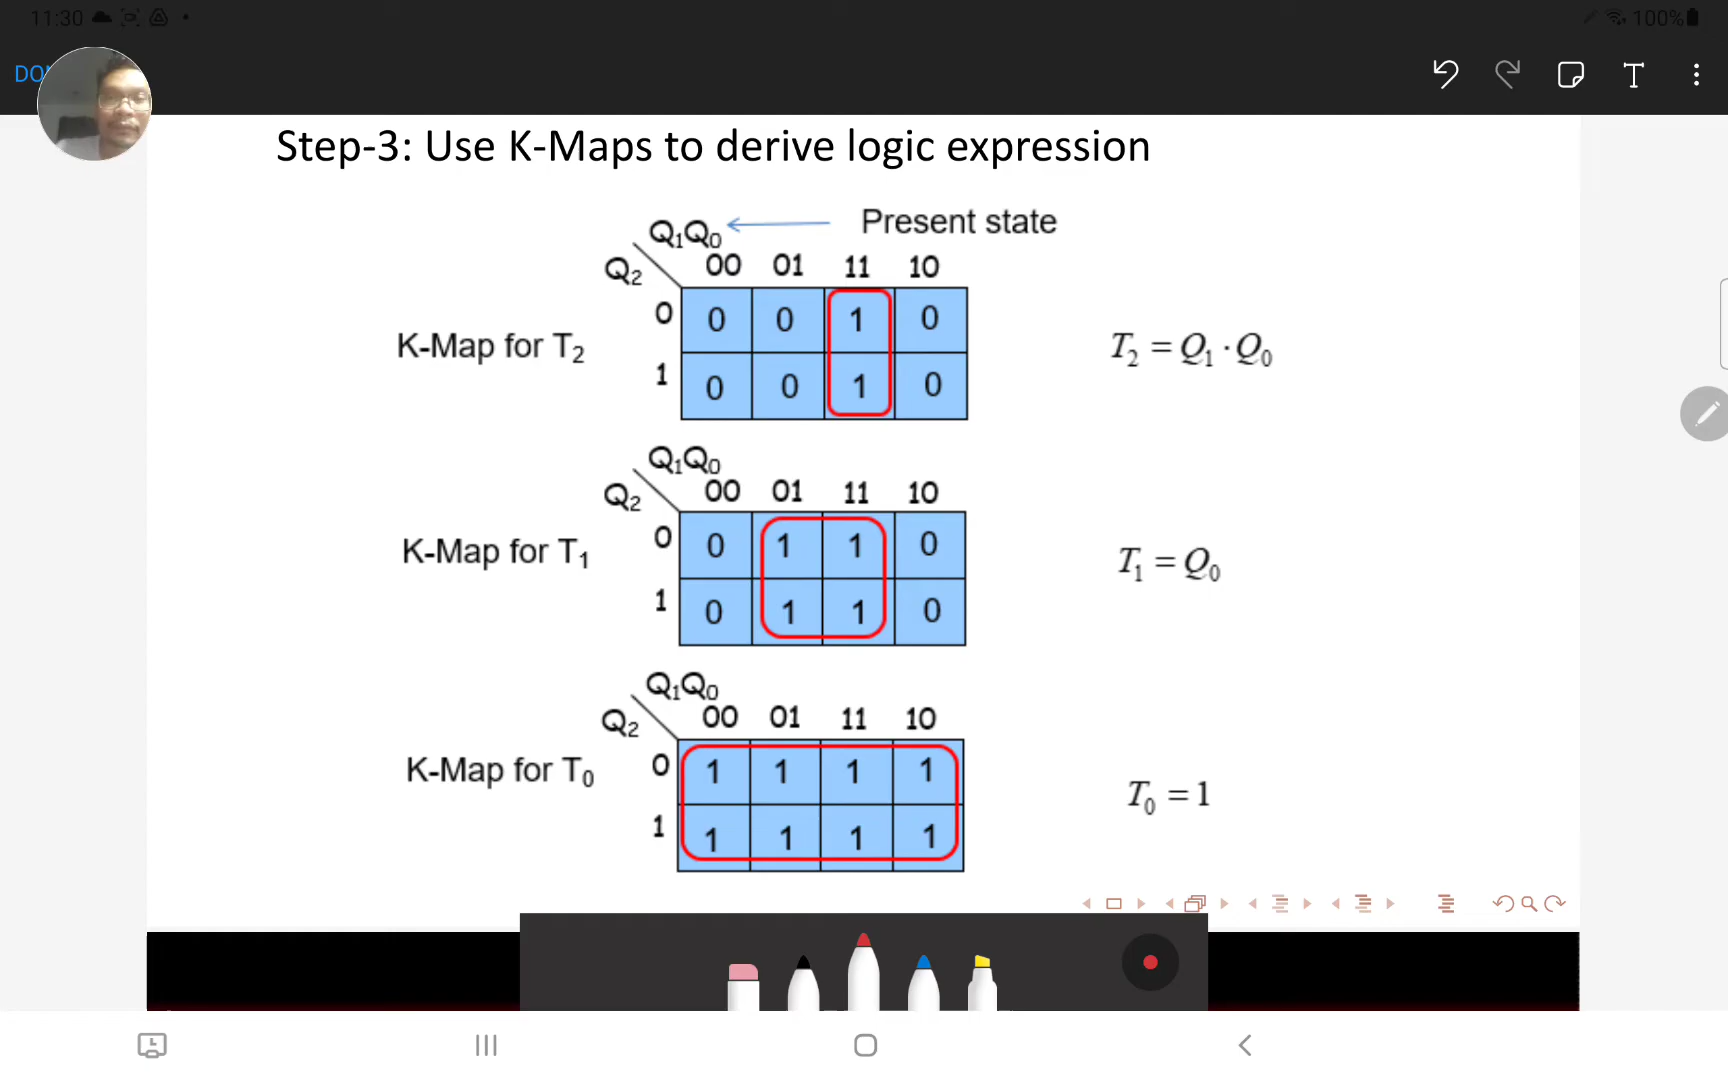 11:30
100%
DO
Step-3: Use K-Maps to derive logic expression
Q₁Q₀ Present state
Q₂ 00 01 11 10
0 0 0 1 0
K-Map for T₂ T₂ = Q₁ · Q₀
1 0 0 1 0
Q₁Q₀
Q₂ 00 01 11 10
0 0 1 1 0
K-Map for T₁ T₁ = Q₀
1 0 1 1 0
Q₁Q₀
Q₂ 00 01 11 10
0 1 1 1 1
K-Map for T₀ T₀ = 1
1 1 1 1 1